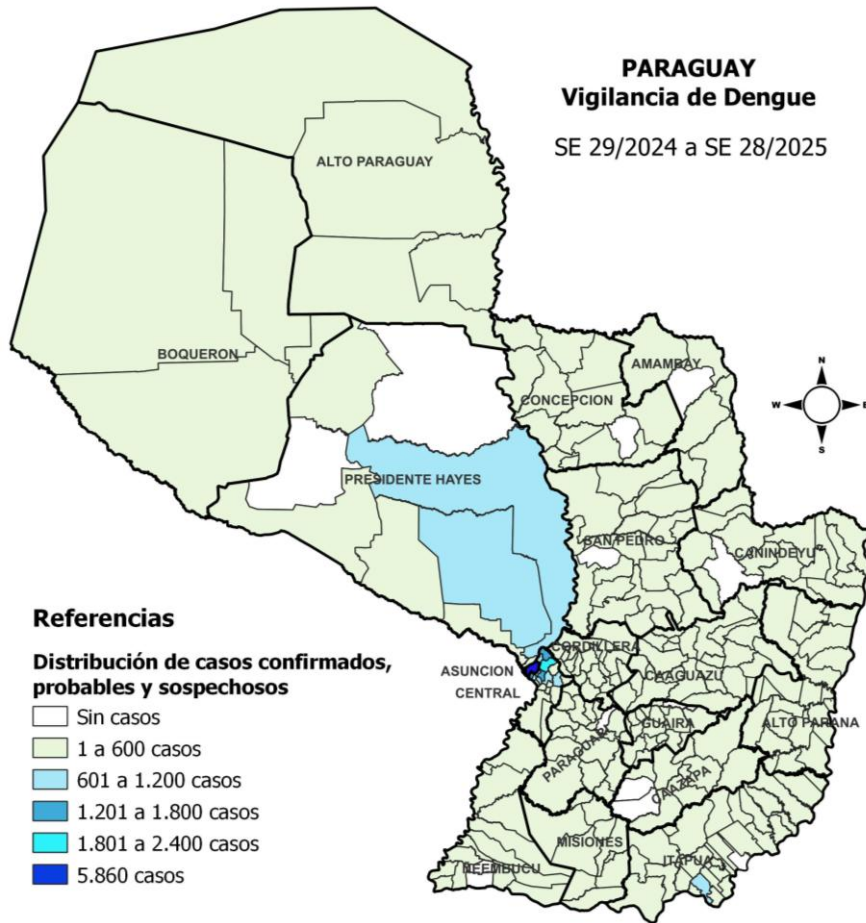 PARAGUAY
Vigilancia de Dengue
SE 29/2024 a SE 28/2025
ALTO PARAGUAY
BOQUERON
AMAMBAY
CONCEPCION
N
W
E
S
PRESIDENTE HAYES
SAN PEDRO
CANINDEYU
CORDILLERA
ASUNCION
CENTRAL
CAAGUAZU
GUAIRA
ALTO PARANA
PARAGUARI
CAAZAPA
MISIONES
ITAPUA
ÑEEMBUCU
Referencias
Distribución de casos confirmados,
probables y sospechosos
Sin casos
1 a 600 casos
601 a 1.200 casos
1.201 a 1.800 casos
1.801 a 2.400 casos
5.860 casos